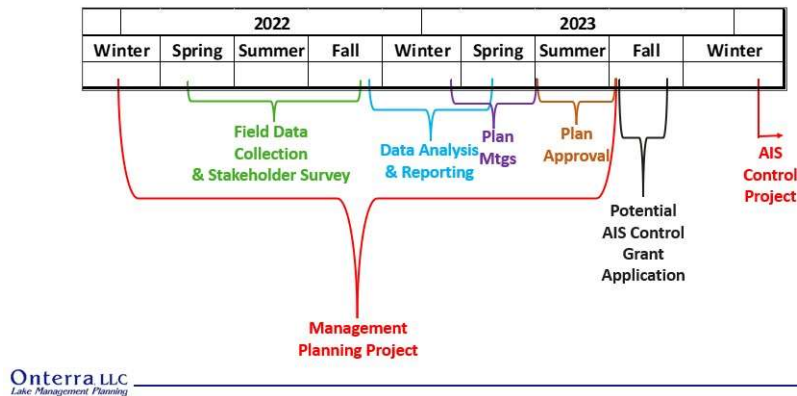 2022 2023
Winter Spring Summer Fall Winter Spring Summer Fall Winter
Field Data
Collection
& Stakeholder Survey
Data Analysis
& Reporting
Plan
Mtgs
Plan
Approval
AIS
Control
Project
Potential
AIS Control
Grant
Application
Management
Planning Project
Onterra LLC
Lake Management Planning